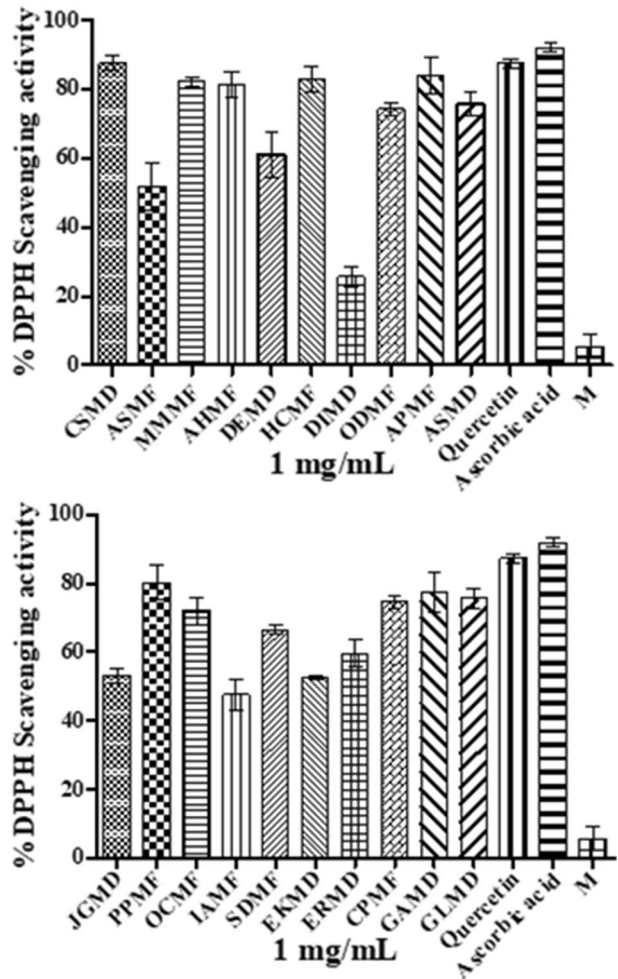 % DPPH Scavenging activity
100
80
60
40
20
0
CSMD
ASMF
MMMF
AHMF
DEMD
HCMF
DIMD
ODMF
APMF
ASMD
Quercetin
Ascorbic acid
M
1 mg/mL
% DPPH Scavenging activity
100
80
60
40
20
0
JGMD
PPMF
OCMF
IAMF
SDMF
EKMD
ERMD
CPMF
GAMD
GLMD
Quercetin
Ascorbic acid
M
1 mg/mL